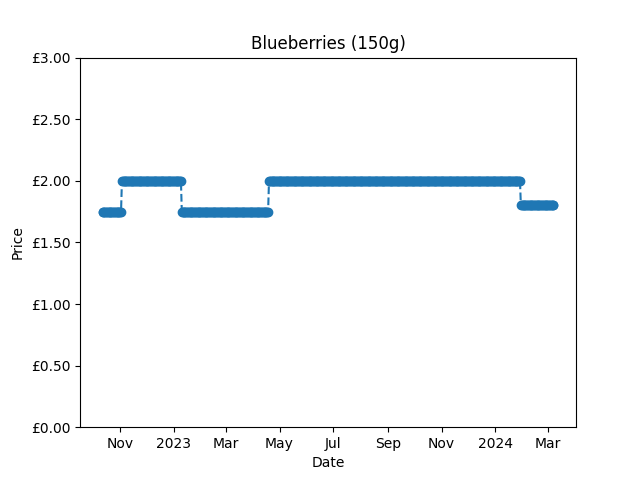 Blueberries (150g)
£3.00
£2.50
£2.00
£1.50
£1.00
£0.50
£0.00
Price
Nov 2023 Mar May Jul Sep Nov 2024 Mar
Date